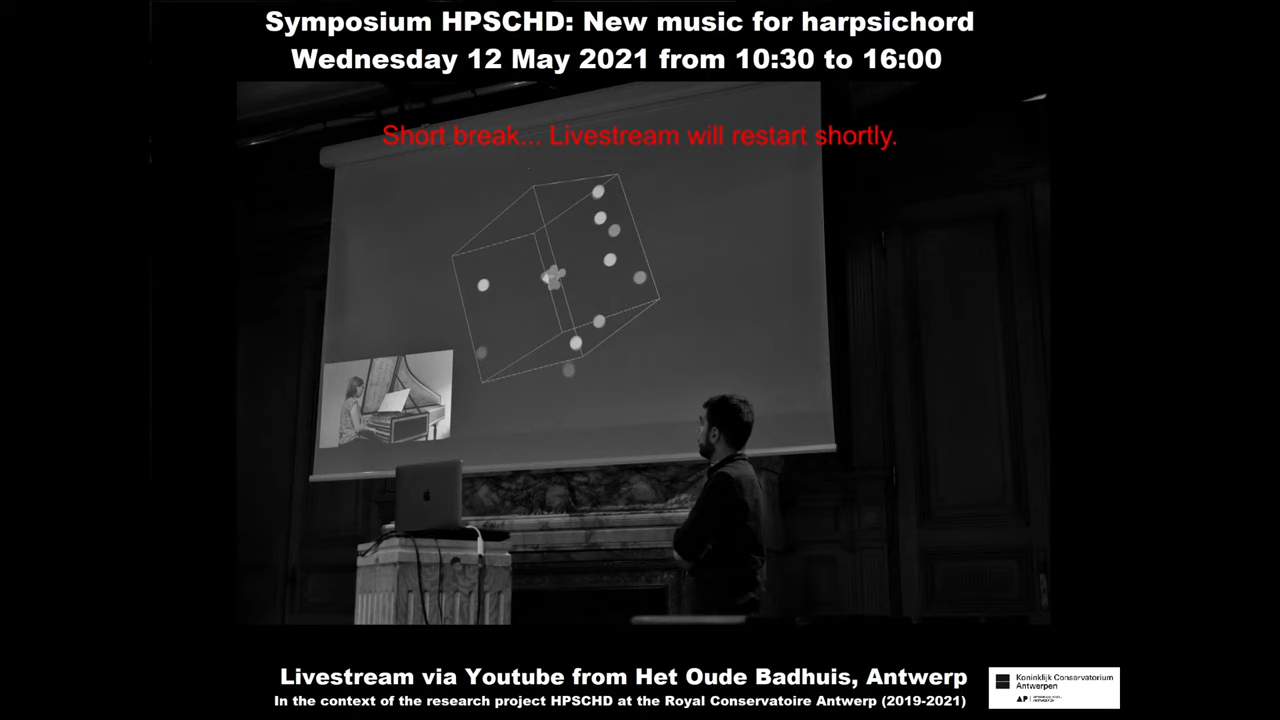 Symposium HPSCHD: New music for harpsichord
Wednesday 12 May 2021 from 10:30 to 16:00
Short break... Livestream will restart shortly.
Livestream via Youtube from Het Oude Badhuis, Antwerp
In the context of the research project HPSCHD at the Royal Conservatoire Antwerp (2019-2021)
Koninklijk Conservatorium
Antwerpen
AP